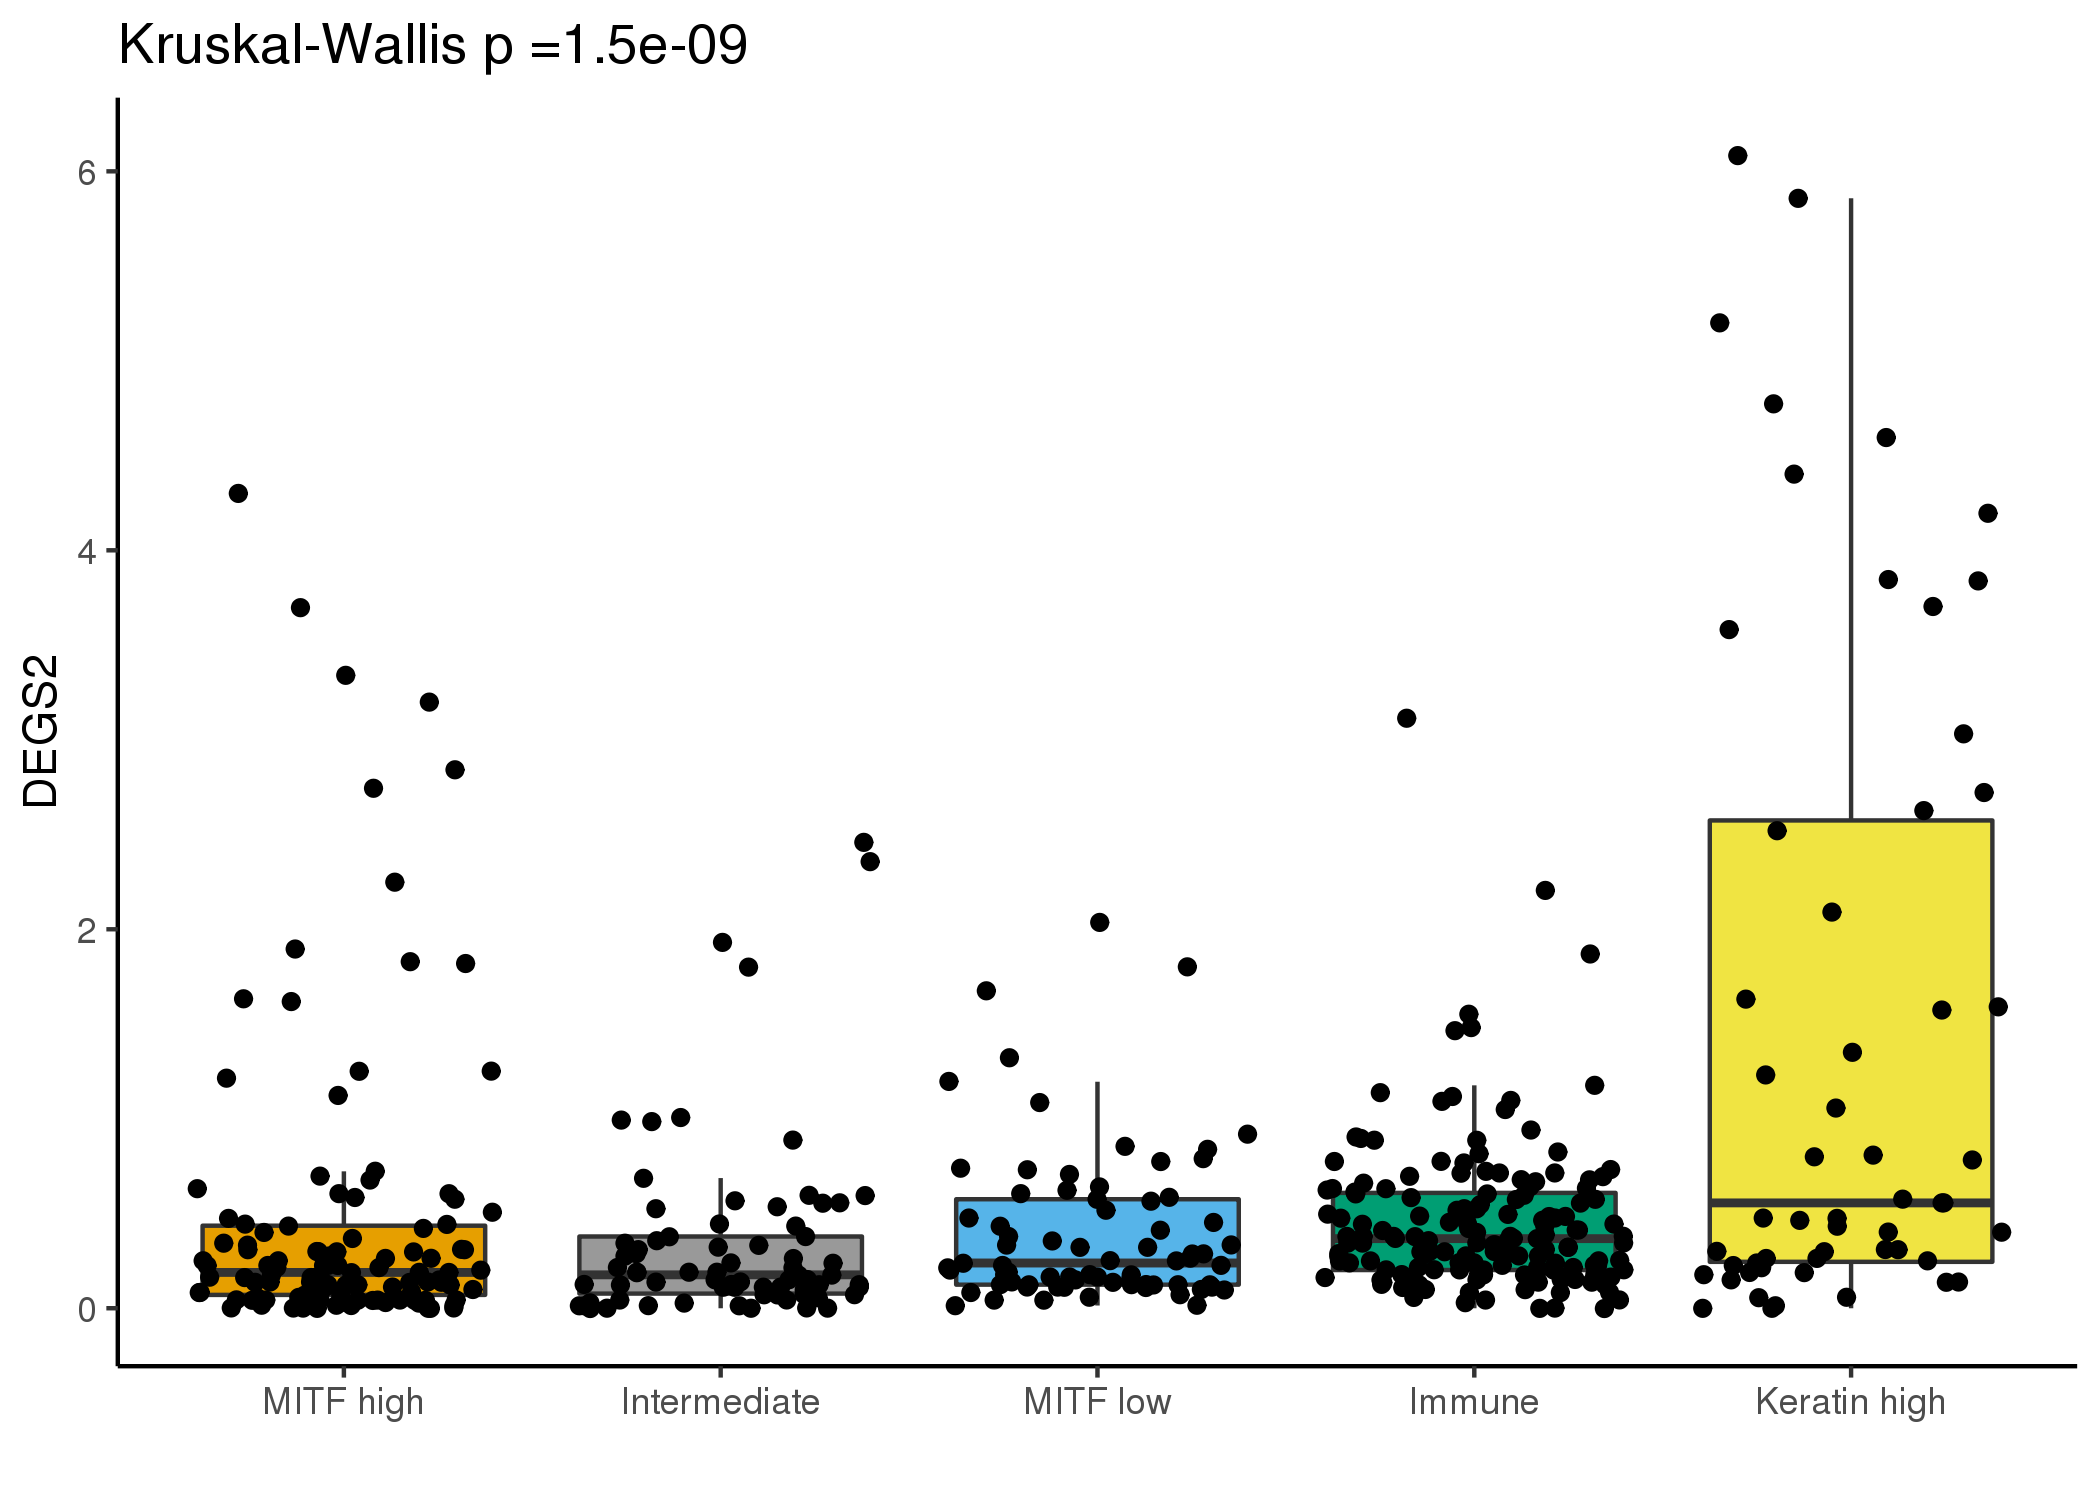 Kruskal-Wallis p =1.5e-09
DEGS2
6
4
2
0
MITF high
Intermediate
MITF low
Immune
Keratin high